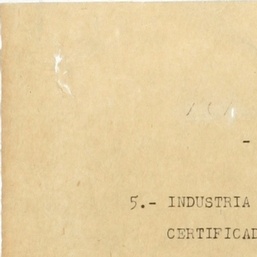 -
5.- INDUSTRIA
CERTIFICAD